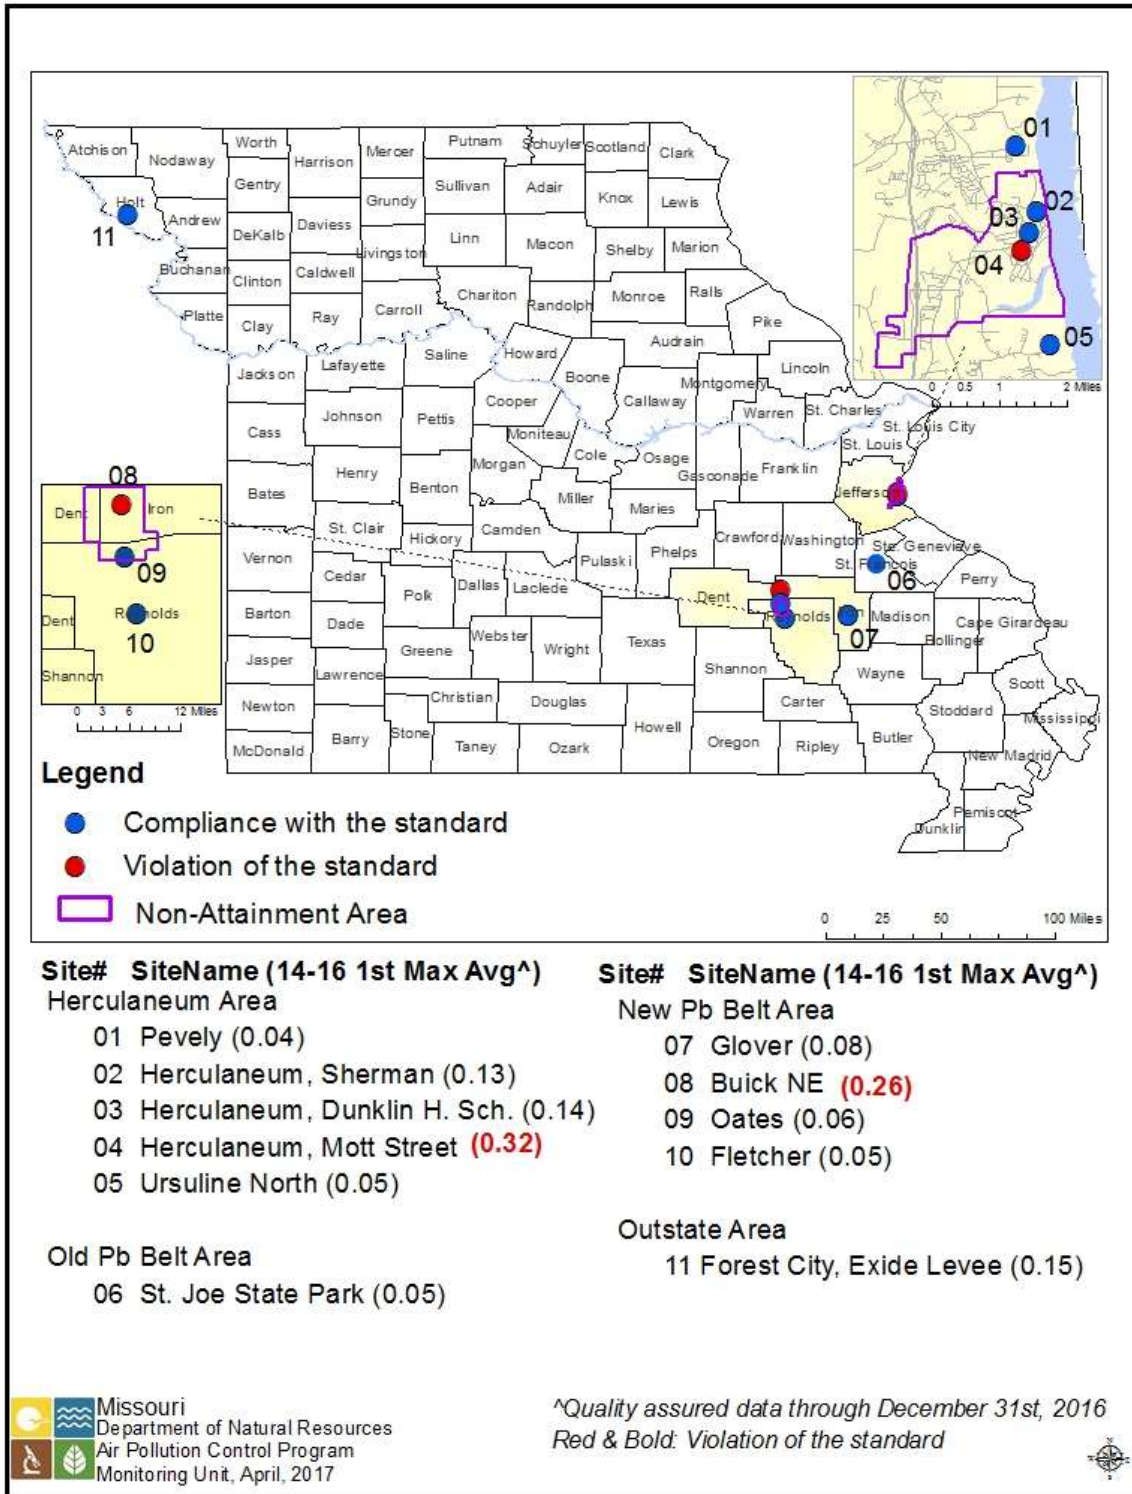 Atchison
Nodaway
Worth
Harrison
Mercer
Putnam
Schuyler
Scotland
Clark
Holt
11
Andrew
Gentry
Grundy
Sullivan
Adair
Knox
Lewis
DeKalb
Daviess
Livingston
Linn
Macon
Shelby
Marion
Buchanan
Clinton
Caldwell
Chariton
Randolph
Monroe
Ralls
Platte
Clay
Ray
Carroll
Audrain
Pike
Jackson
Lafayette
Saline
Howard
Boone
Callaway
Montgomery
Lincoln
Cass
Johnson
Pettis
Cooper
Moniteau
Cole
Osage
Gasconade
Warren
St. Charles
St. Louis City
St. Louis
Franklin
Bates
Henry
Benton
Morgan
Miller
Maries
Jefferson
Vernon
St. Clair
Hickory
Camden
Pulaski
Phelps
Crawford
Washington
Ste. Genevieve
St. Francois
06
Perry
Barton
Cedar
Polk
Dallas
Laclede
Dent
Reynolds
07
Madison
Bollinger
Cape Girardeau
Jasper
Dade
Greene
Webster
Wright
Texas
Shannon
Wayne
Scott
Newton
Lawrence
Christian
Douglas
Howell
Carter
Stoddard
Mississippi
McDonald
Barry
Stone
Taney
Ozark
Oregon
Ripley
Butler
New Madrid
Pemiscot
Dunklin
01
02
03
04
05
0 0.5 1 2 Miles
08
Dent
Iron
09
Reynolds
Dent
10
Shannon
0 3 6 12 Miles
Legend
Compliance with the standard
Violation of the standard
Non-Attainment Area
0 25 50 100 Miles
Site# SiteName (14-16 1st Max Avg^)
Herculaneum Area
01 Pevely (0.04)
02 Herculaneum, Sherman (0.13)
03 Herculaneum, Dunklin H. Sch. (0.14)
04 Herculaneum, Mott Street (0.32)
05 Ursuline North (0.05)
Old Pb Belt Area
06 St. Joe State Park (0.05)
Site# SiteName (14-16 1st Max Avg^)
New Pb Belt Area
07 Glover (0.08)
08 Buick NE (0.26)
09 Oates (0.06)
10 Fletcher (0.05)
Outstate Area
11 Forest City, Exide Levee (0.15)
Missouri
Department of Natural Resources
Air Pollution Control Program
Monitoring Unit, April, 2017
^Quality assured data through December 31st, 2016
Red & Bold: Violation of the standard